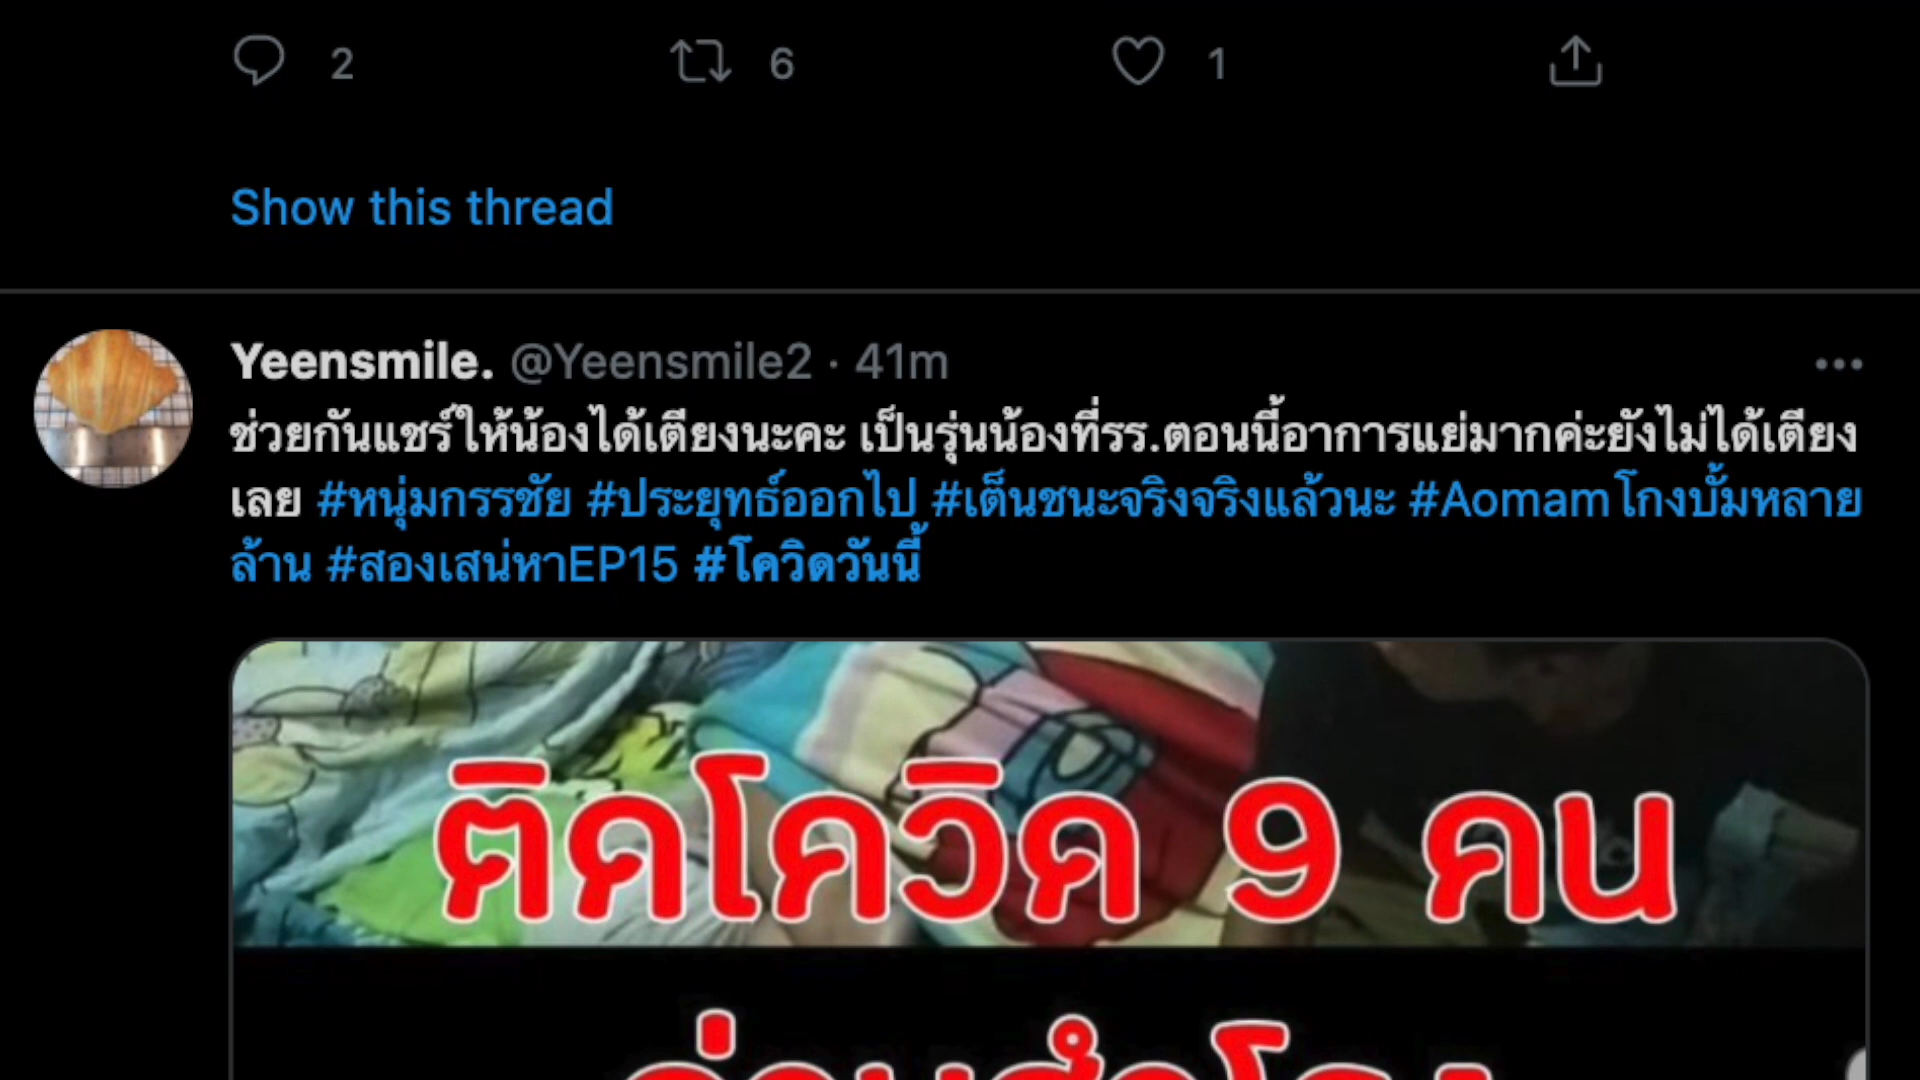 2 6 1
Show this thread
Yeensmile. @Yeensmile2 · 41m
ช่วยกันแชร์ให้น้องได้เตียงนะคะ เป็นรุ่นน้องที่รร.ตอนนี้อาการแย่มากค่ะยังไม่ได้เตียง
เลย #หนุ่มกรรชัย #ประยุทธ์ออกไป #เต็นชนะจริงจริงแล้วนะ #Aomamโกงบั้มหลาย
ล้าน #สองเสน่หาEP15 #โควิดวันนี้
ติดโควิด 9 คน